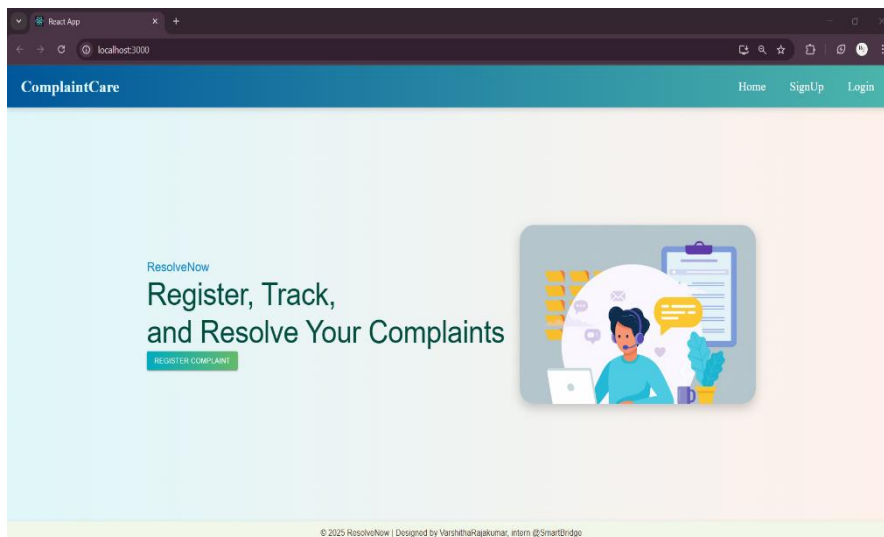 React App
localhost:3000
ComplaintCare
Home SignUp Login
ResolveNow
Register, Track,
and Resolve Your Complaints
REGISTER COMPLAINT
© 2025 ResolveNow | Designed by VarshithaRajakumar, intern @SmartBridge